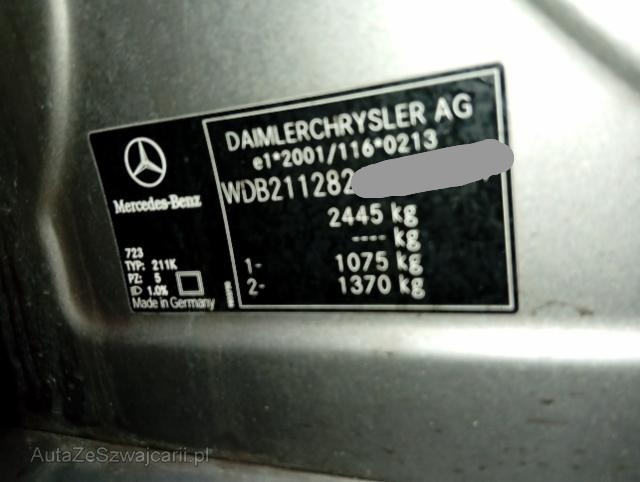 DAIMLERCHRYSLER AG
e1*2001/116*0213
WDB211282
2445 kg
---- kg
1- 1075 kg
2- 1370 kg
Mercedes-Benz
723
TYP: 211K
PZ: 5
1.0%
Made in Germany
AutaZeSzwajcarii.pl